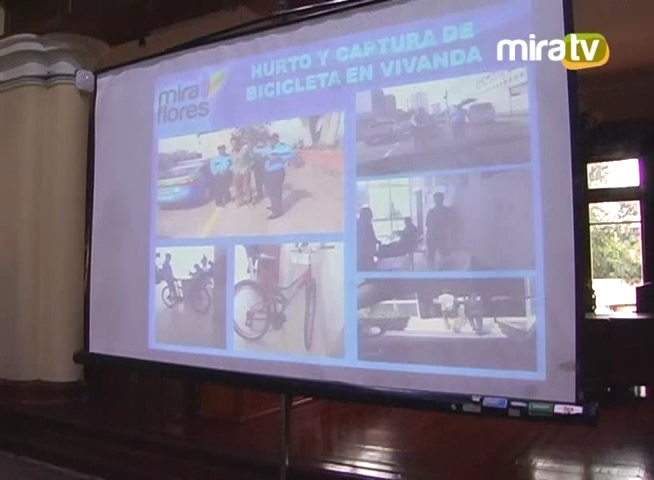 miratv
HURTO Y CAPTURA DE
BICICLETA EN VIVANDA
mira
flores